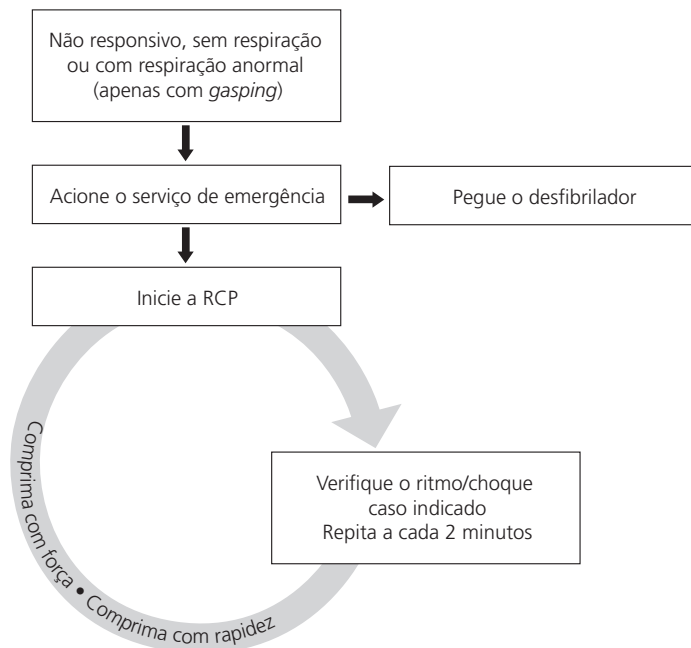 Não responsivo, sem respiração
ou com respiração anormal
(apenas com gasping)
Acione o serviço de emergência
Pegue o desfibrilador
Inicie a RCP
Verifique o ritmo/choque
caso indicado
Repita a cada 2 minutos
Comprima com força • Comprima com rapidez